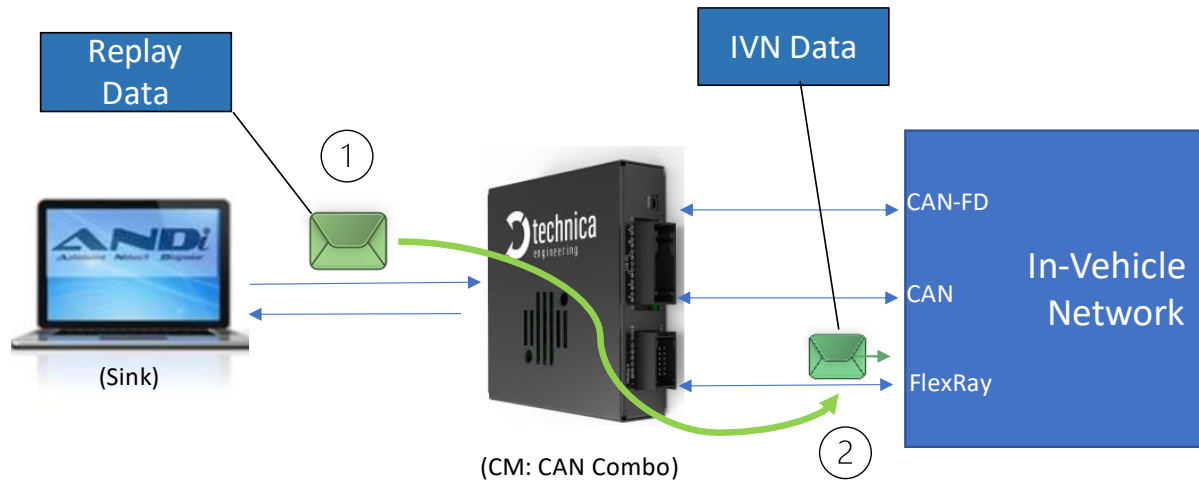 Replay
Data
IVN Data
1
technica
engineering
ANDi
CAN-FD
In-Vehicle
Network
CAN
(Sink)
FlexRay
2
(CM: CAN Combo)